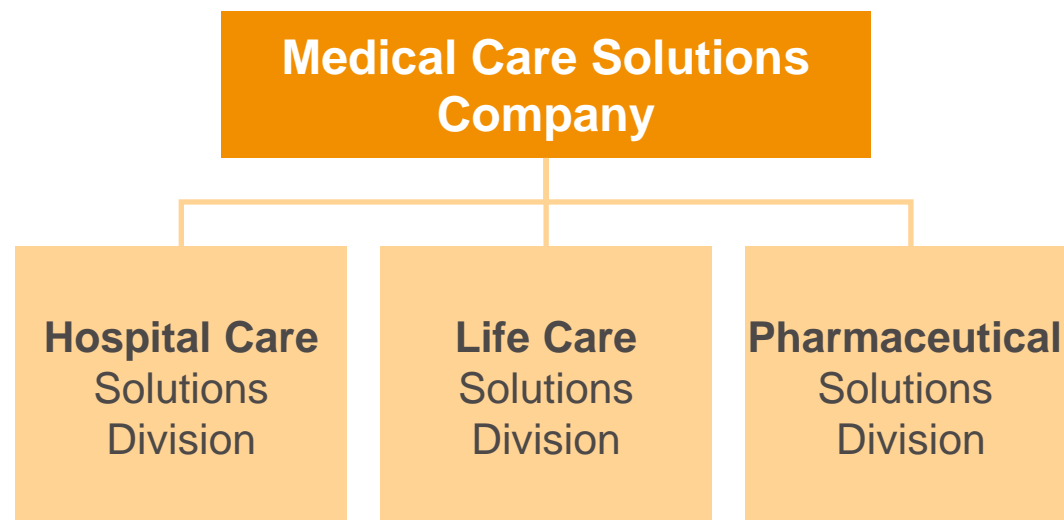 Medical Care Solutions
Company
Hospital Care
Solutions
Division
Life Care
Solutions
Division
Pharmaceutical
Solutions
Division